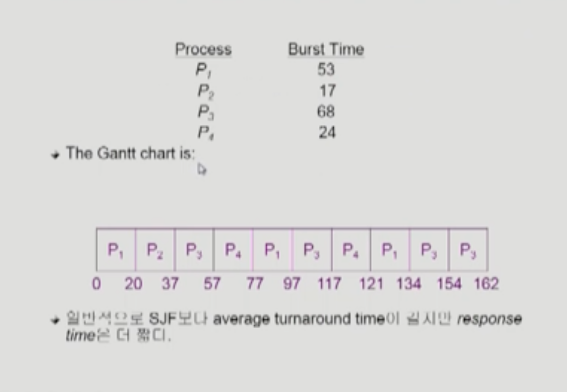 Process Burst Time
P1 53
P2 17
P3 68
P4 24
The Gantt chart is:
P1 P2 P3 P4 P1 P3 P4 P1 P3 P3
0 20 37 57 77 97 117 121 134 154 162
일반적으로 SJF보다 average turnaround time이 길지만 response
time은 더 짧다.